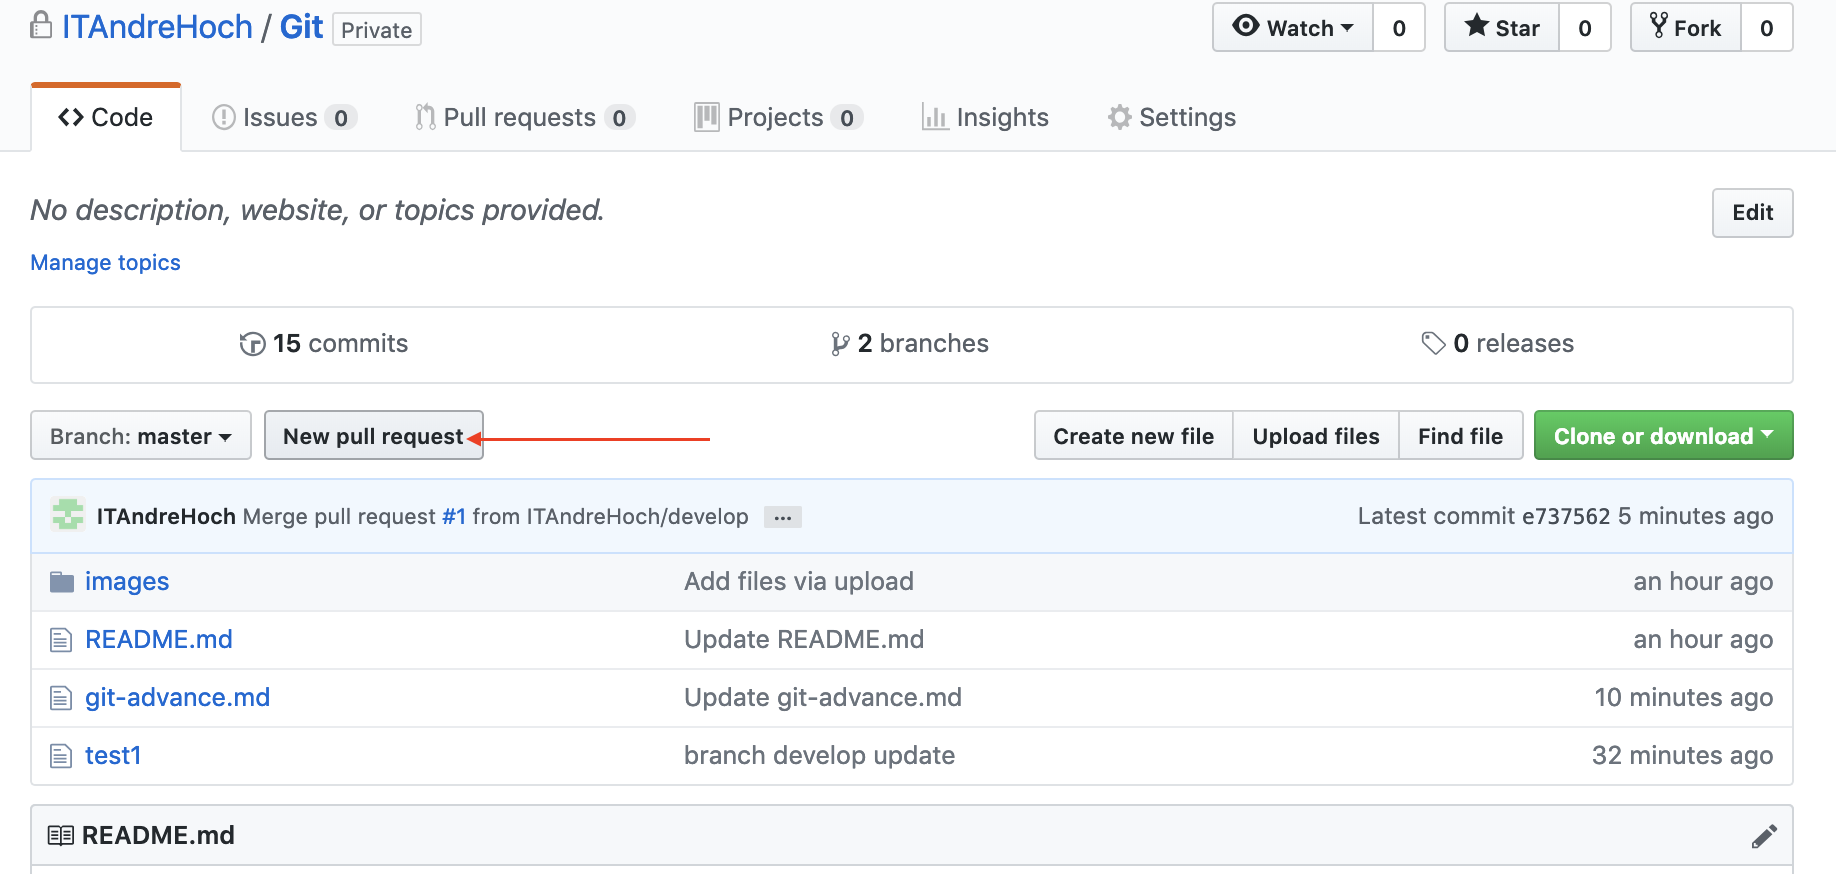 ITAndreHoch / Git Private Watch 0 Star 0 Fork 0
Code Issues 0 Pull requests 0 Projects 0 Insights Settings
No description, website, or topics provided. Edit
Manage topics
15 commits 2 branches 0 releases
Branch: master New pull request Create new file Upload files Find file Clone or download
ITAndreHoch Merge pull request #1 from ITAndreHoch/develop ... Latest commit e737562 5 minutes ago
images Add files via upload an hour ago
README.md Update README.md an hour ago
git-advance.md Update git-advance.md 10 minutes ago
test1 branch develop update 32 minutes ago
README.md